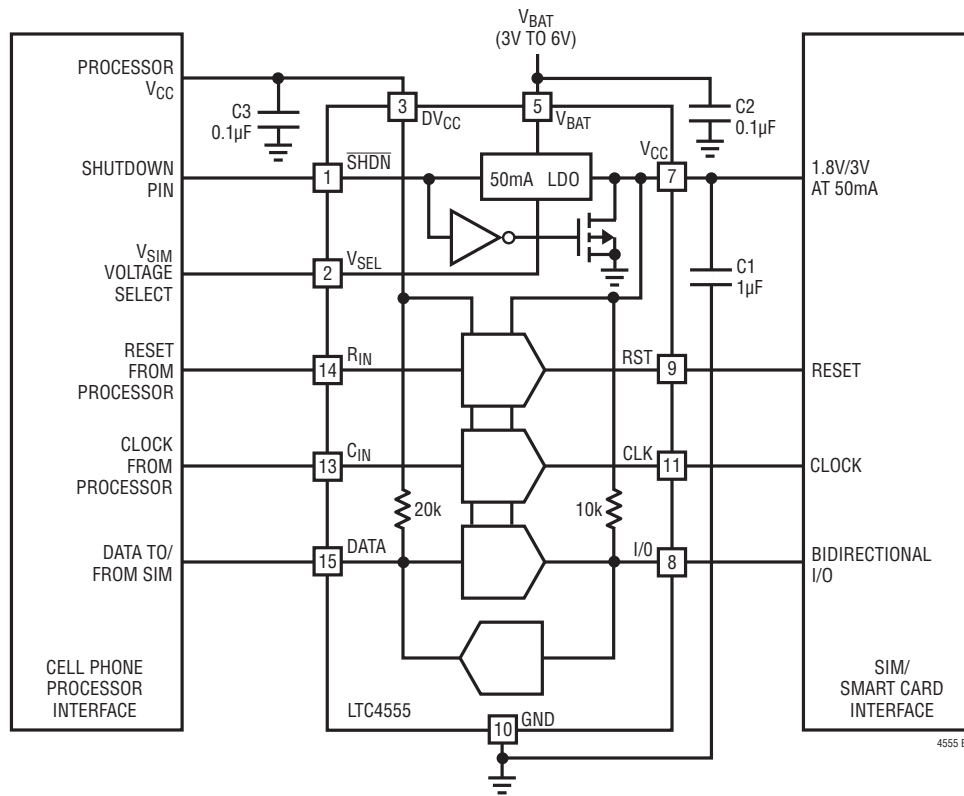 V_BAT
(3V TO 6V)
PROCESSOR
V_CC
C3
0.1µF
3
DV_CC
5
V_BAT
C2
0.1µF
SHUTDOWN
PIN
1
SHDN
50mA LDO
V_CC
7
1.8V/3V
AT 50mA
V_SIM
VOLTAGE
SELECT
2
V_SEL
C1
1µF
RESET
FROM
PROCESSOR
14
R_IN
RST
9
RESET
CLOCK
FROM
PROCESSOR
13
C_IN
CLK
11
CLOCK
20k
10k
DATA TO/
FROM SIM
15
DATA
I/0
8
BIDIRECTIONAL
I/O
CELL PHONE
PROCESSOR
INTERFACE
LTC4555
10
GND
SIM/
SMART CARD
INTERFACE
4555